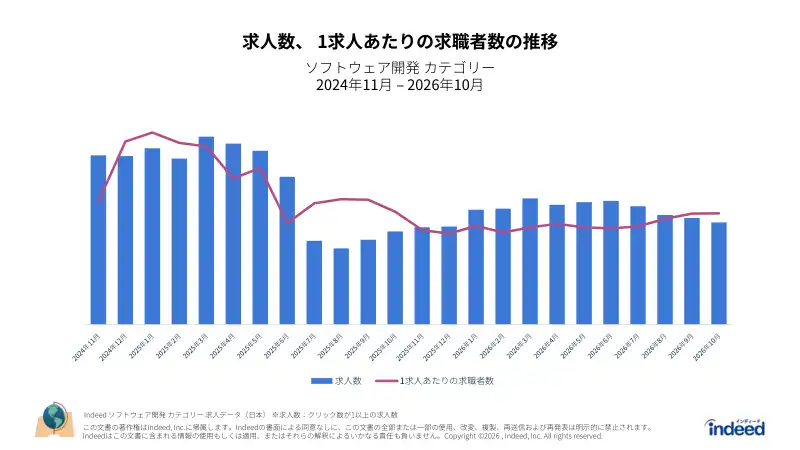 求人数、 1求人あたりの求職者数の推移
ソフトウェア開発 カテゴリー
2024年11月 – 2026年10月
2024年11月
2024年12月
2025年1月
2025年2月
2025年3月
2025年4月
2025年5月
2025年6月
2025年7月
2025年8月
2025年9月
2025年10月
2025年11月
2025年12月
2026年1月
2026年2月
2026年3月
2026年4月
2026年5月
2026年6月
2026年7月
2026年8月
2026年9月
2026年10月
求人数
1求人あたりの求職者数
Indeed ソフトウェア開発 カテゴリー 求人データ（日本） ※求人数：クリック数が1以上の求人数
この文書の著作権はIndeed, Inc.に帰属します。Indeedの書面による同意なしに、この文書の全部または一部の使用、改変、複製、再送信および再発表は明示的に禁止されます。
Indeedはこの文書に含まれる情報の使用もしくは適用、またはそれらの解釈によるいかなる責任も負いません。Copyright ©2026 , Indeed, Inc. All rights reserved.
インディード
indeed